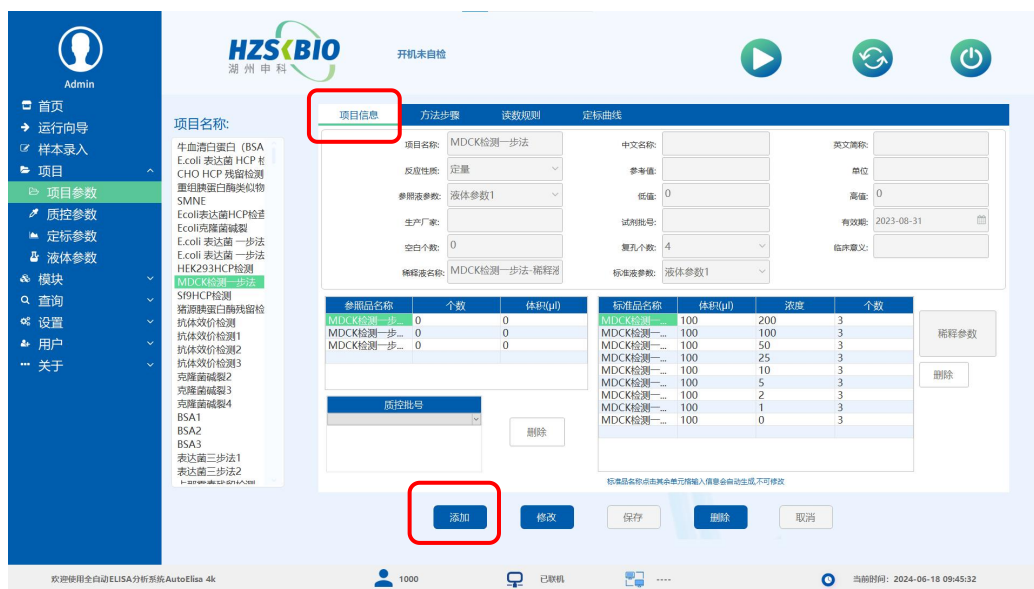 HZSKBIO
湖州申科
开机未自检
Admin
首页
运行向导
样本录入
项目
项目参数
质控参数
定标参数
液体参数
模块
查询
设置
用户
关于
项目名称:
牛血清白蛋白（BSA
E.coli 表达菌 HCP 检
CHO HCP 残留检测
重组胰蛋白酶类似物
SMNE
Ecoli表达菌HCP检查
Ecoli克隆菌碱裂
E.coli 表达菌 一步法
E.coli 表达菌 一步法
HEK293HCP检测
MDCK检测一步法
Sf9HCP检测
猪源胰蛋白酶残留检
抗体效价检测
抗体效价检测1
抗体效价检测2
抗体效价检测3
克隆菌碱裂2
克隆菌碱裂3
克隆菌碱裂4
BSA1
BSA2
BSA3
表达菌三步法1
表达菌三步法2
项目信息 方法步骤 读数规则 定标曲线
项目名称: MDCK检测一步法 中文名称: 英文简称:
反应性质: 定量 参考值: 单位
参照液参数: 液体参数1 低值: 0 高值: 0
生产厂家: 试剂批号: 有效期: 2023-08-31
空白个数: 0 复孔个数: 4 临床意义:
稀释液名称: MDCK检测一步法-稀释液 标准液参数: 液体参数1
参照品名称 个数 体积(μl)
MDCK检测一步... 0 0
MDCK检测一步... 0 0
MDCK检测一步... 0 0
标准品名称 体积(μl) 浓度 个数
MDCK检测一... 100 200 3
MDCK检测一... 100 100 3
MDCK检测一... 100 50 3
MDCK检测一... 100 25 3
MDCK检测一... 100 10 3
MDCK检测一... 100 5 3
MDCK检测一... 100 2 3
MDCK检测一... 100 1 3
MDCK检测一... 100 0 3
稀释参数
删除
质控批号
删除
标准品名称点击其余单元格输入信息会自动生成,不可修改
添加 修改 保存 删除 取消
欢迎使用全自动ELISA分析系统AutoElisa 4k 1000 已联机 ---- 当前时间: 2024-06-18 09:45:32